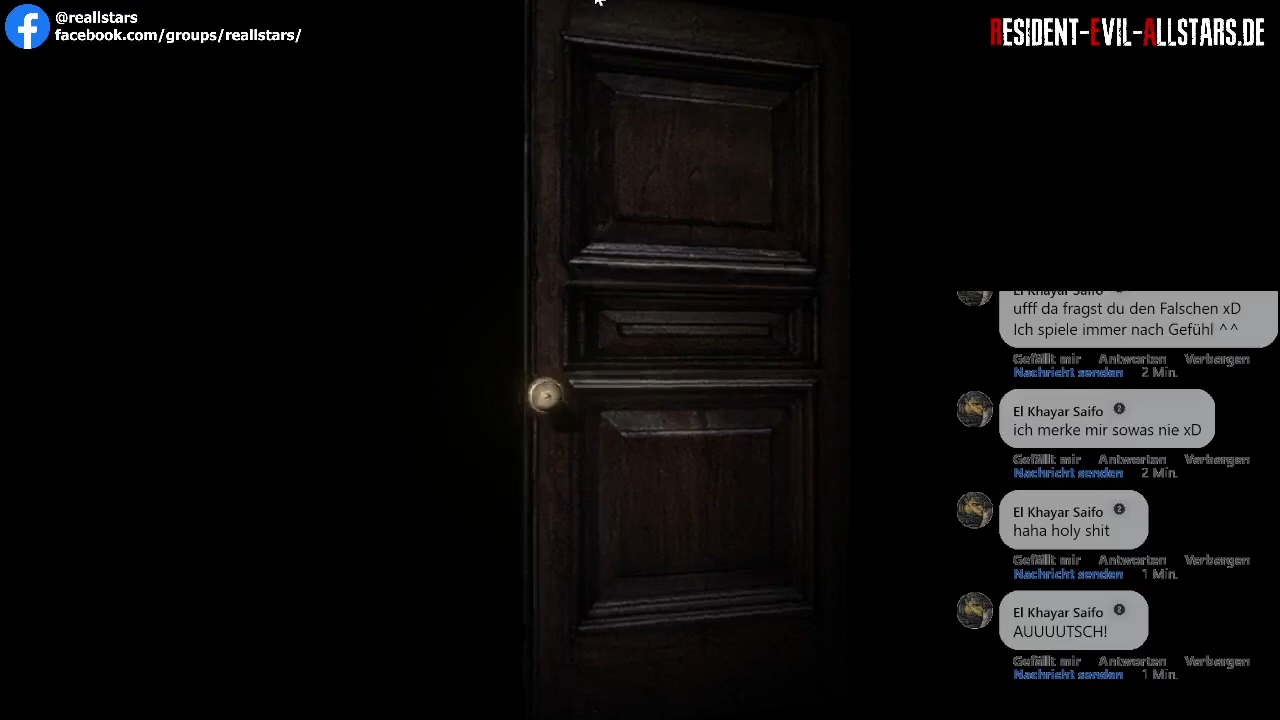 @reallstars
facebook.com/groups/reallstars/
RESIDENT-EVIL-ALLSTARS.DE
El Khayar Saifo
ufff da fragst du den Falschen xD
Ich spiele immer nach Gefühl ^^
Gefällt mir Antworten Verbergen
Nachricht senden 2 Min.
El Khayar Saifo
ich merke mir sowas nie xD
Gefällt mir Antworten Verbergen
Nachricht senden 2 Min.
El Khayar Saifo
haha holy shit
Gefällt mir Antworten Verbergen
Nachricht senden 1 Min.
El Khayar Saifo
AUUUUTSCH!
Gefällt mir Antworten Verbergen
Nachricht senden 1 Min.